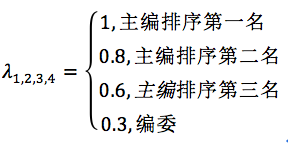 1, 主编排序第一名
0.8, 主编排序第二名
λ1,2,3,4 =
0.6, 主编排序第三名
0.3, 编委